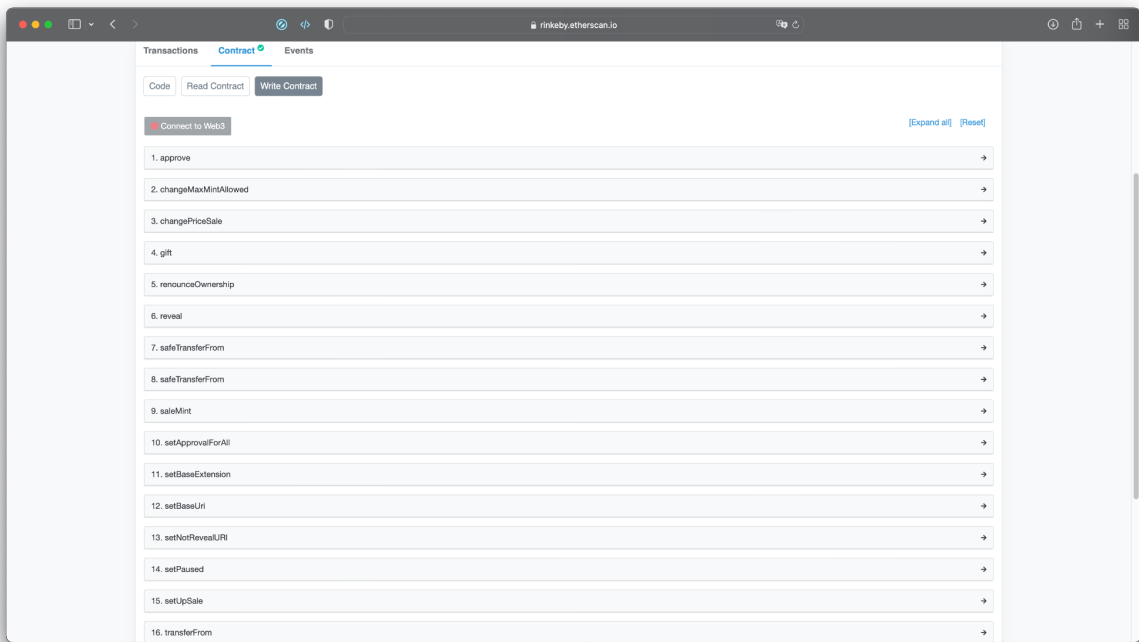 rinkeby.etherscan.io
Transactions Contract Events
Code Read Contract Write Contract
Connect to Web3 [Expand all] [Reset]
1. approve
2. changeMaxMintAllowed
3. changePriceSale
4. gift
5. renounceOwnership
6. reveal
7. safeTransferFrom
8. safeTransferFrom
9. saleMint
10. setApprovalForAll
11. setBaseExtension
12. setBaseUri
13. setNotRevealURI
14. setPaused
15. setUpSale
16. transferFrom